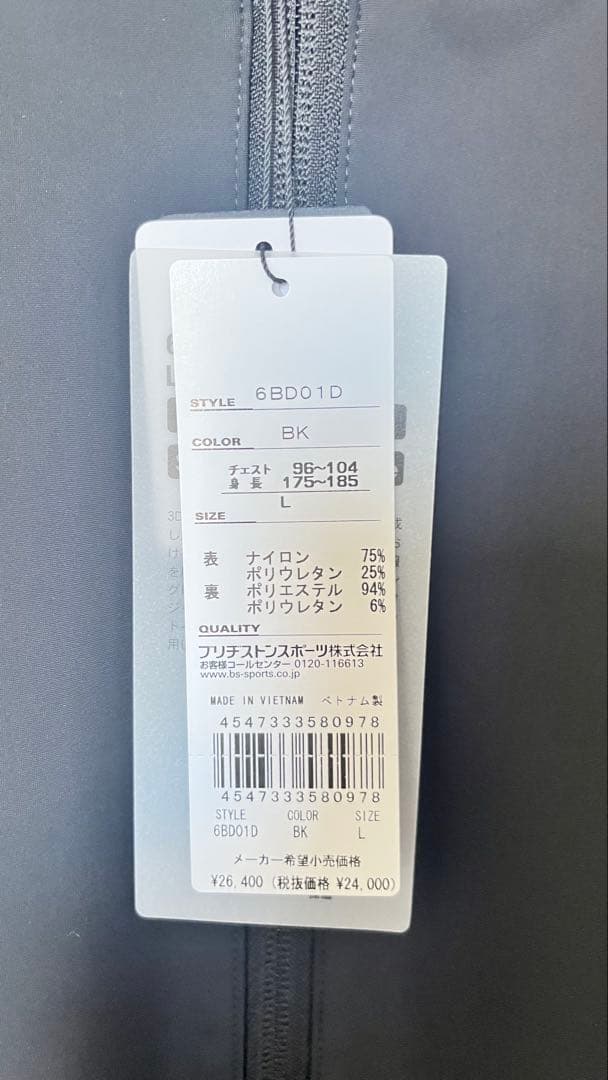 STYLE 6BD01D
COLOR BK
チェスト 96~104
身長 175~185
L
SIZE
表 ナイロン 75%
ポリウレタン 25%
裏 ポリエステル 94%
ポリウレタン 6%
QUALITY
ブリヂストンスポーツ株式会社
お客様コールセンター 0120-116613
www.bs-sports.co.jp
MADE IN VIETNAM ベトナム製
4547333580978
4547333580978
STYLE COLOR SIZE
6BD01D BK L
メーカー希望小売価格
¥26,400 (税抜価格 ¥24,000)